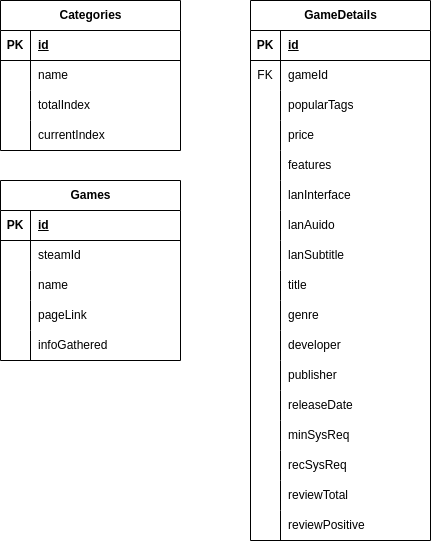 Categories
PK id
name
totalIndex
currentIndex
Games
PK id
steamId
name
pageLink
infoGathered
GameDetails
PK id
FK gameId
popularTags
price
features
lanInterface
lanAuido
lanSubtitle
title
genre
developer
publisher
releaseDate
minSysReq
recSysReq
reviewTotal
reviewPositive